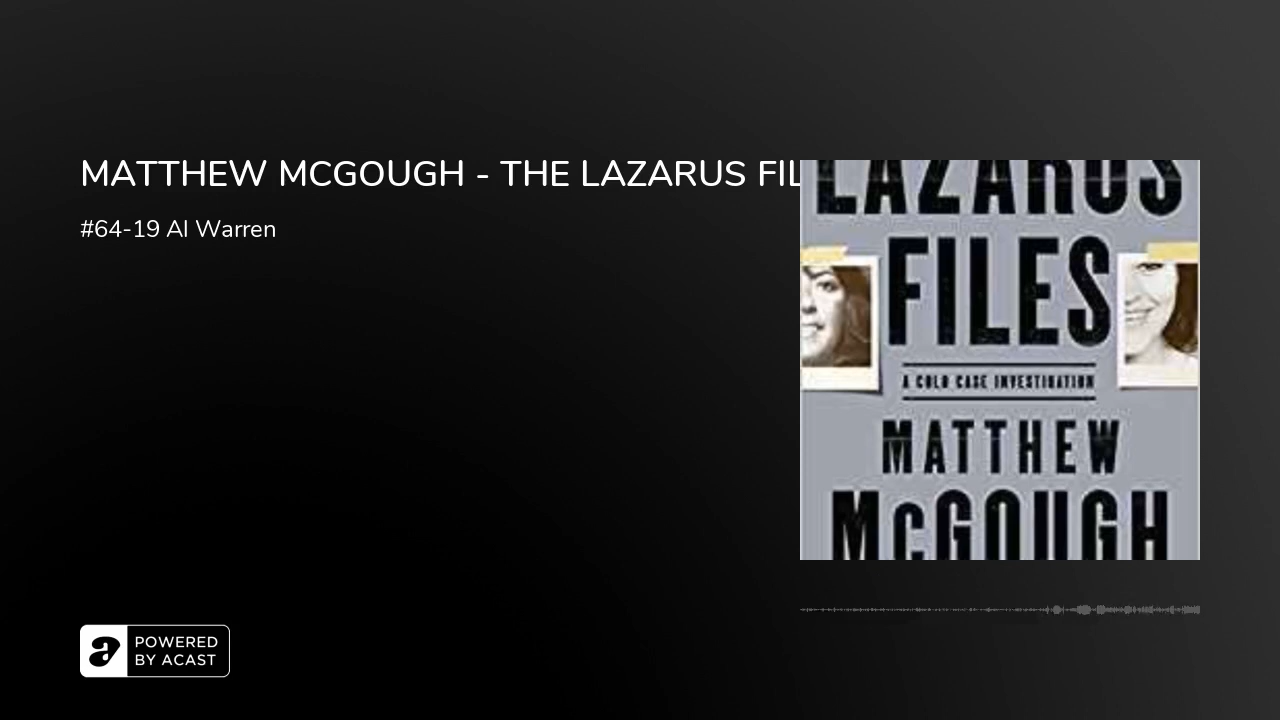 MATTHEW MCGOUGH - THE LAZARUS FIL
#64-19 Al Warren
LAZARUS
FILES
A COLD CASE INVESTIGATION
MATTHEW
McGOUGH
a POWERED
BY ACAST